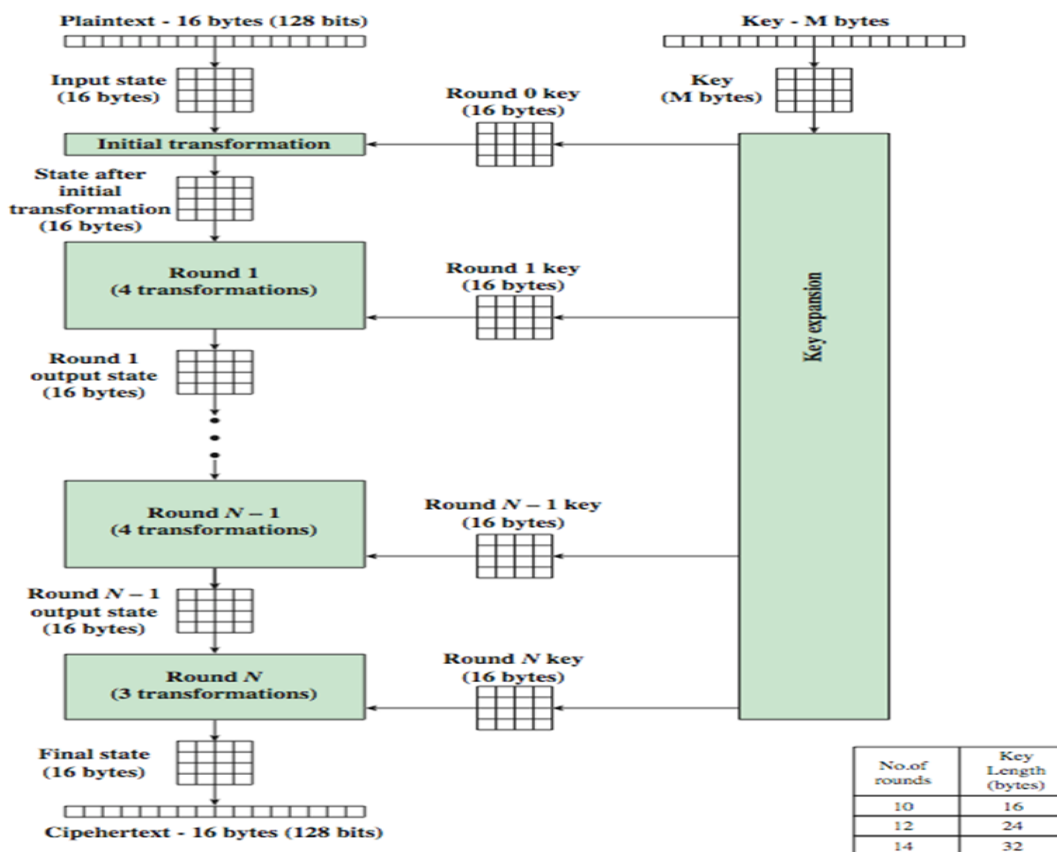 Plaintext - 16 bytes (128 bits)
Key - M bytes
Input state
(16 bytes)
Key
(M bytes)
Round 0 key
(16 bytes)
Initial transformation
State after
initial
transformation
(16 bytes)
Round 1
(4 transformations)
Round 1 key
(16 bytes)
Key expansion
Round 1
output state
(16 bytes)
Round N – 1
(4 transformations)
Round N – 1 key
(16 bytes)
Round N – 1
output state
(16 bytes)
Round N
(3 transformations)
Round N key
(16 bytes)
Final state
(16 bytes)
Cipehertext - 16 bytes (128 bits)
No.of
rounds
Key
Length
(bytes)
10 16
12 24
14 32